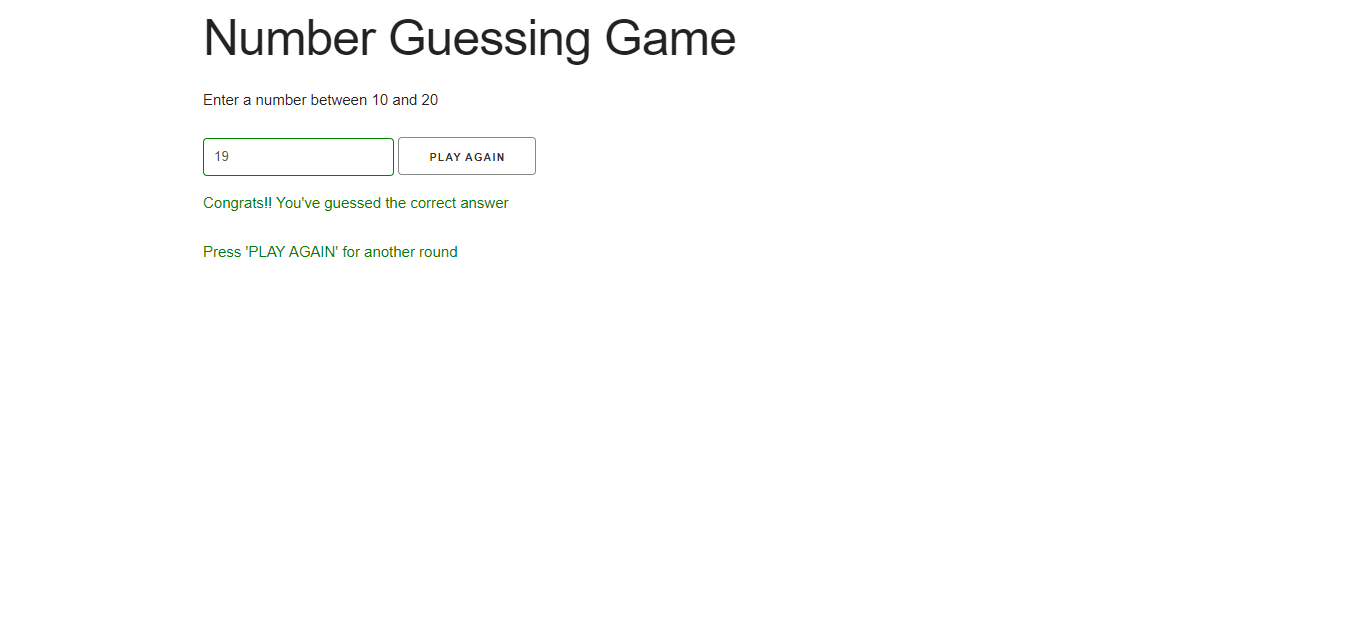 Number Guessing Game
Enter a number between 10 and 20
19
PLAY AGAIN
Congrats!! You've guessed the correct answer
Press 'PLAY AGAIN' for another round